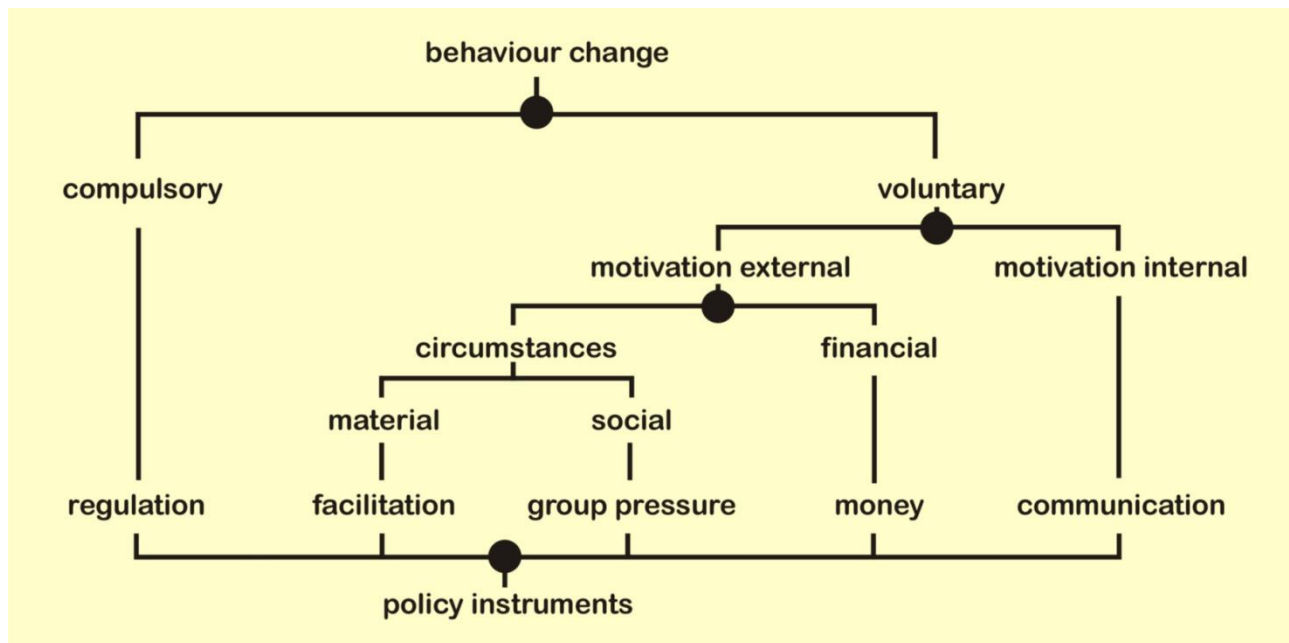 behaviour change
compulsory
voluntary
motivation external
motivation internal
circumstances
financial
material
social
regulation
facilitation
group pressure
money
communication
policy instruments